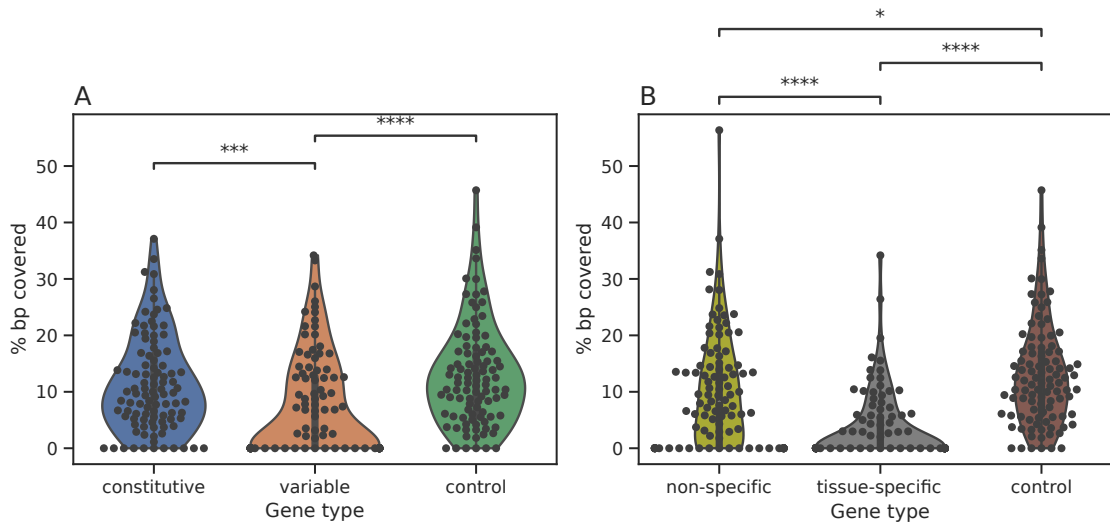 A
***
****
% bp covered
50
40
30
20
10
0
constitutive
variable
control
Gene type
*
****
****
B
% bp covered
50
40
30
20
10
0
non-specific
tissue-specific
control
Gene type